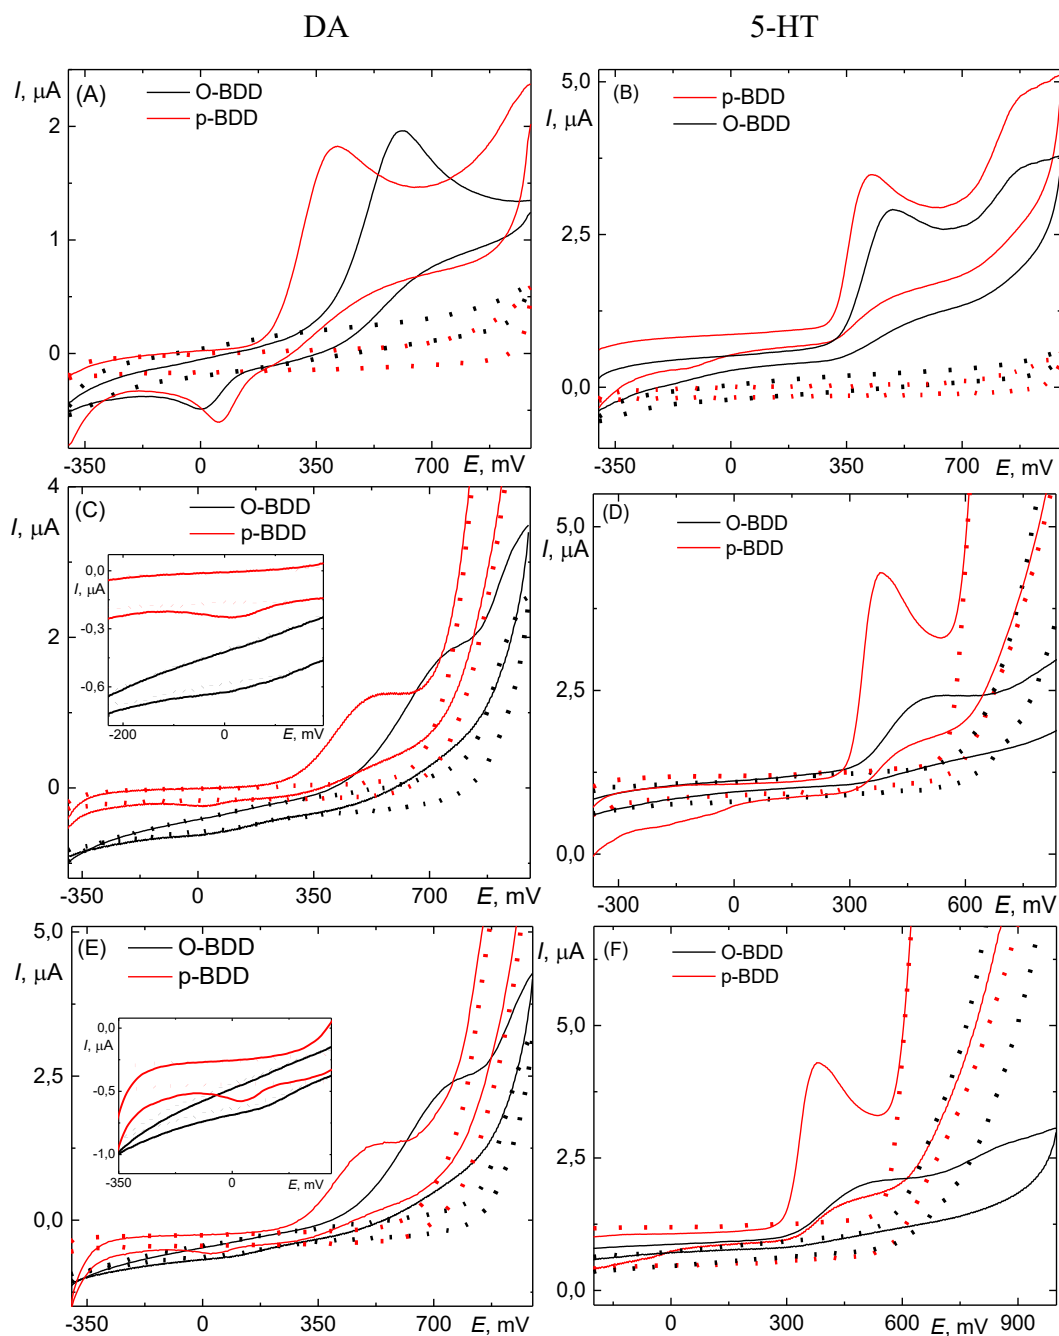 DA
5-HT
I, μA
(A)
O-BDD
p-BDD
2
1
0
-350
0
350
700
E, mV
5,0
I, μA
(B)
p-BDD
O-BDD
2,5
0,0
-350
0
350
700
E, mV
4
I, μA
(C)
O-BDD
p-BDD
0,0
I, μA
-0,3
-0,6
-200
0
E, mV
2
0
-350
0
350
700
E, mV
I, μA
5,0
(D)
O-BDD
p-BDD
2,5
0,0
-300
0
300
600
E, mV
5,0
I, μA
(E)
O-BDD
p-BDD
0,0
I, μA
-0,5
-1,0
-350
0
E, mV
2,5
0,0
-350
0
350
700
E, mV
I, μA
(F)
O-BDD
p-BDD
5,0
2,5
0,0
0
300
600
900
E, mV